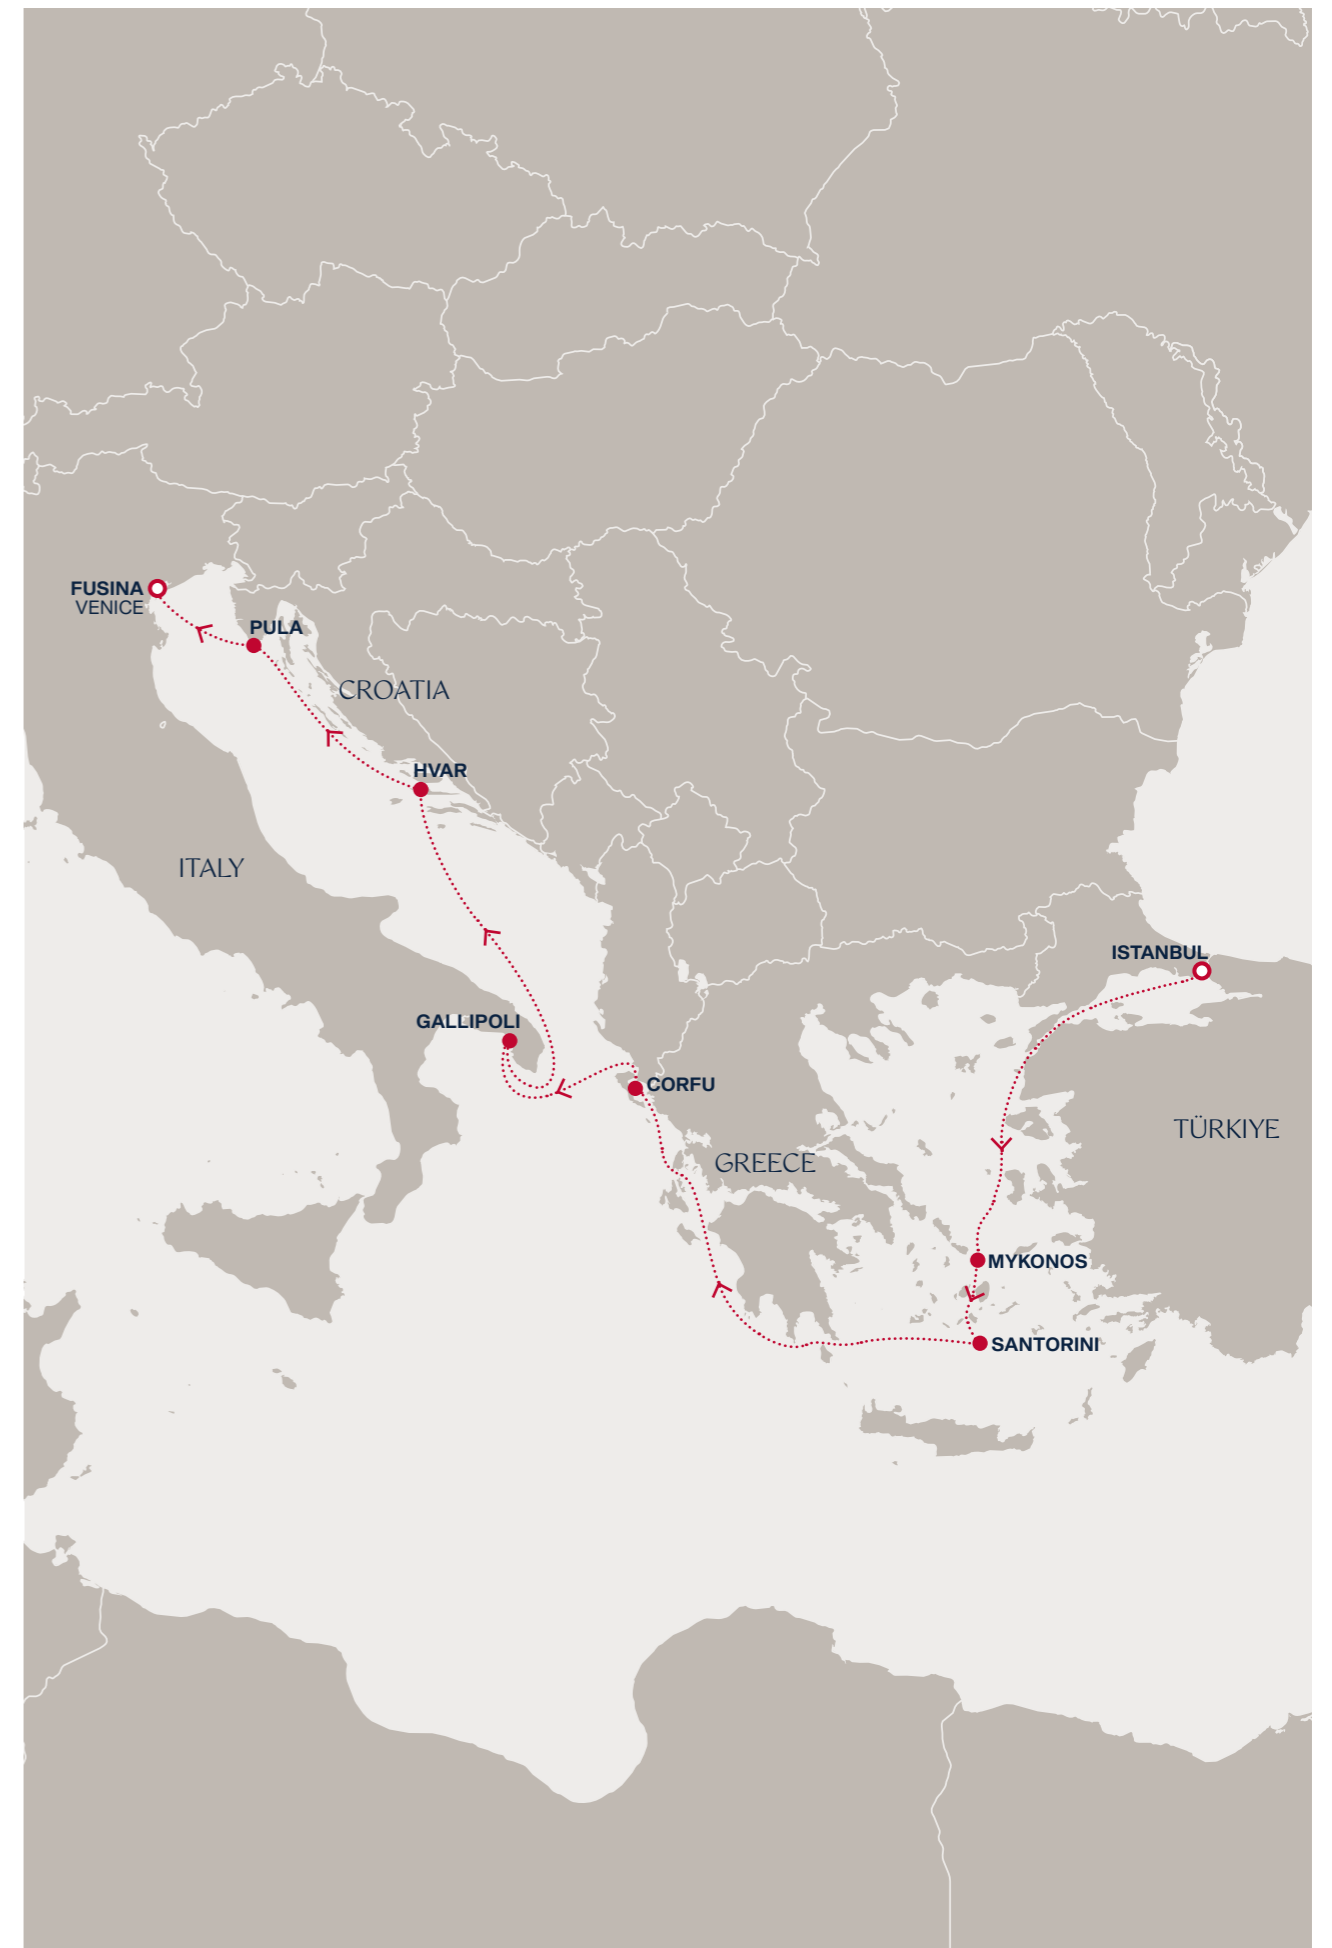 FUSINA
VENICE
PULA
CROATIA
HVAR
ITALY
ISTANBUL
GALLIPOLI
CORFU
TÜRKIYE
GREECE
MYKONOS
SANTORINI